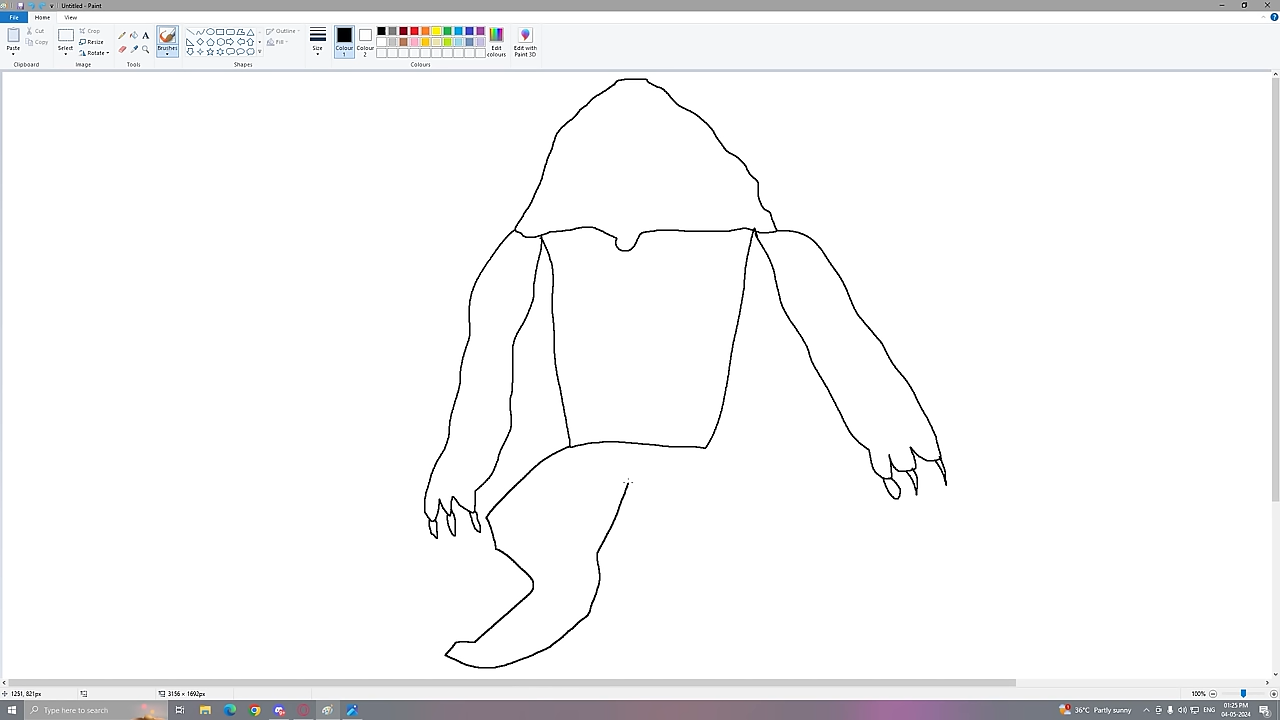 Untitled - Paint
File
Home
View
Paste
Cut
Copy
Clipboard
Select
Crop
Resize
Rotate
Image
A
Tools
Brushes
Outline
Fill
Shapes
Size
Colour 1
Colour 2
Edit colours
Colours
Edit with Paint 3D
1251, 821px
3156 × 1692px
100%
Type here to search
36°C Partly sunny
ENG
01:25 PM
04-05-2024